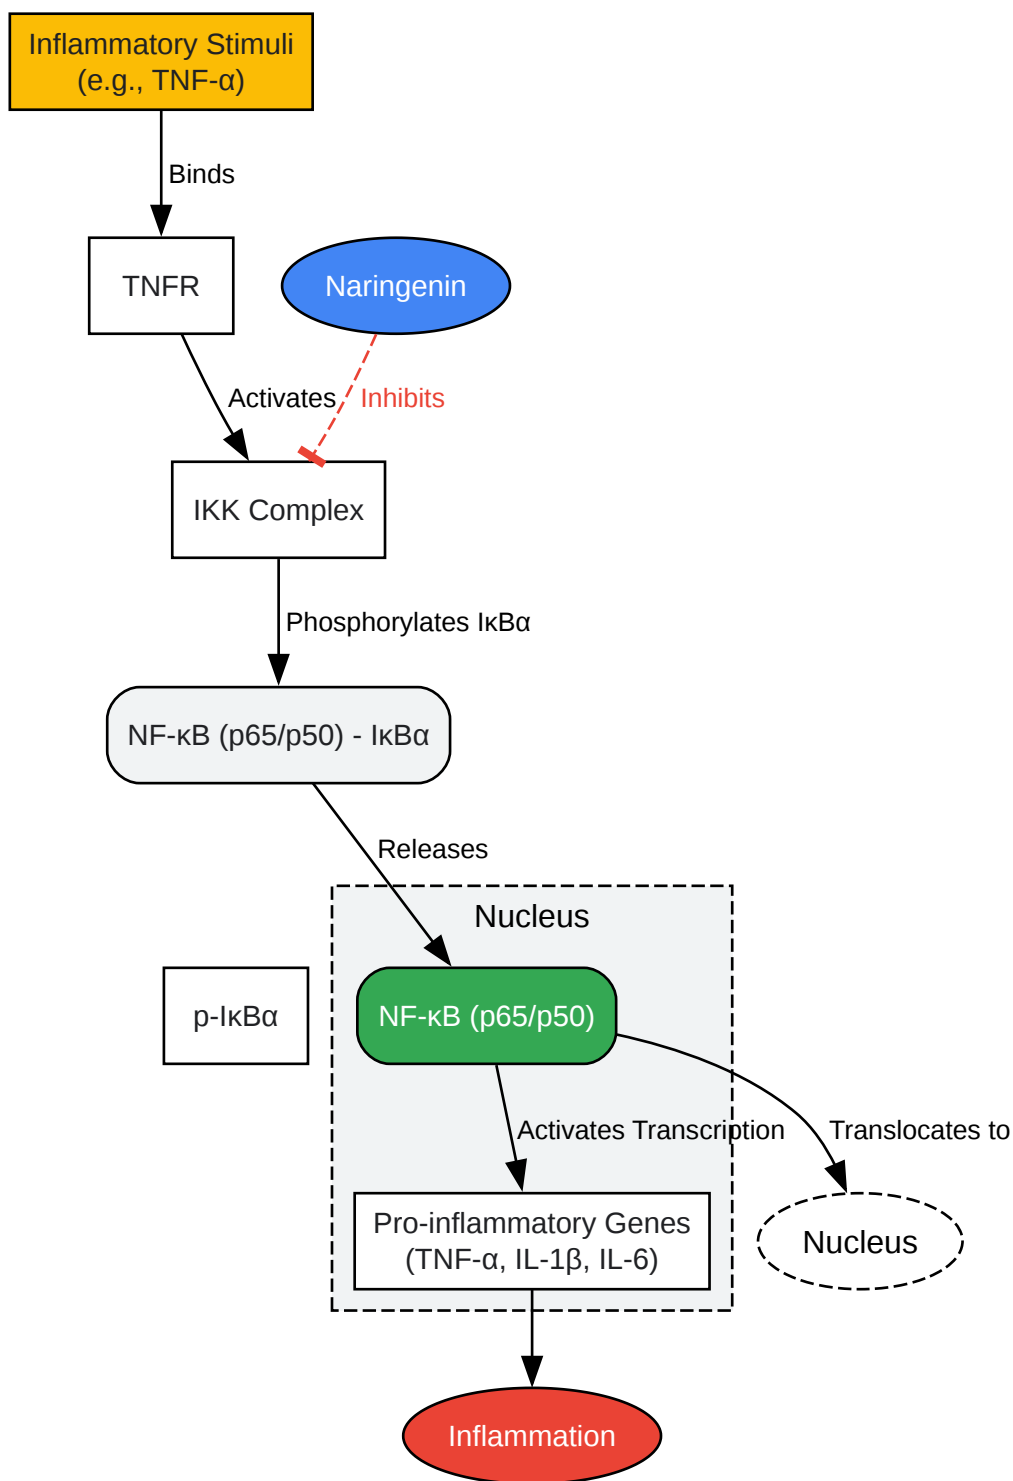 Inflammatory Stimuli
(e.g., TNF-α)
Binds
TNFR
Naringenin
Activates
Inhibits
IKK Complex
Phosphorylates IκBα
NF-κB (p65/p50) - IκBα
Releases
Nucleus
p-IκBα
NF-κB (p65/p50)
Activates Transcription
Translocates to
Pro-inflammatory Genes
(TNF-α, IL-1β, IL-6)
Nucleus
Inflammation